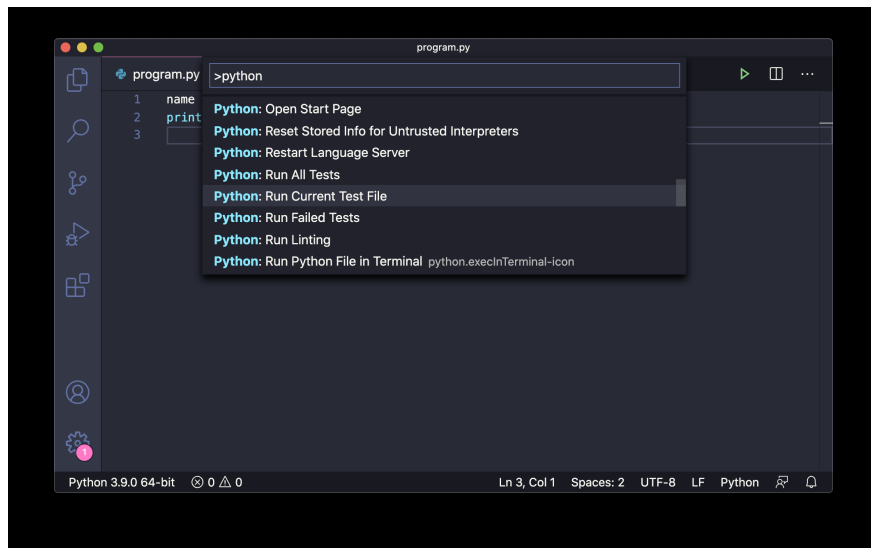 program.py
program.py
>python
1 name
2 print
3
Python: Open Start Page
Python: Reset Stored Info for Untrusted Interpreters
Python: Restart Language Server
Python: Run All Tests
Python: Run Current Test File
Python: Run Failed Tests
Python: Run Linting
Python: Run Python File in Terminal python.execInTerminal-icon
1
Python 3.9.0 64-bit 0 0 Ln 3, Col 1 Spaces: 2 UTF-8 LF Python